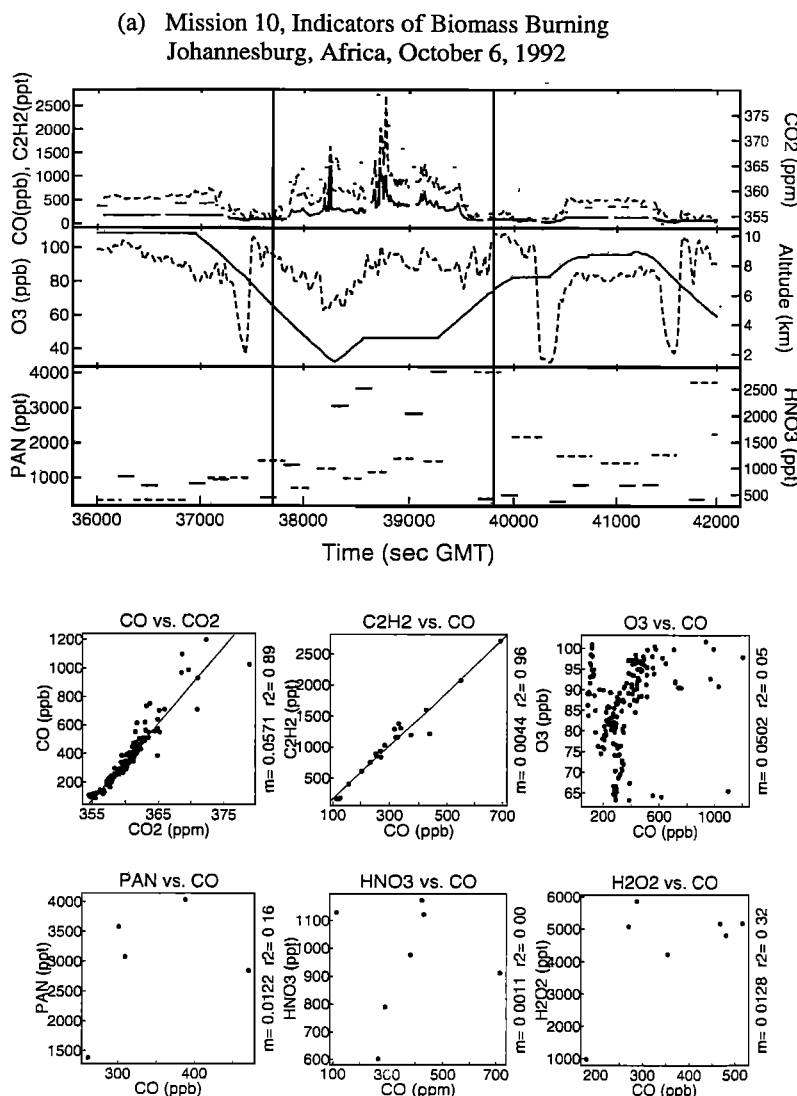 (a) Mission 10, Indicators of Biomass Burning
Johannesburg, Africa, October 6, 1992
CO(ppb), C2H2(ppt)
2500
2000
1500
1000
500
0
375
370
365
360
355
CO2 (ppm)
O3 (ppb)
100
80
60
40
10
8
6
4
2
Altitude (km)
PAN (ppt)
4000
3000
2000
1000
2500
2000
1500
1000
500
HNO3 (ppt)
36000 37000 38000 39000 40000 41000 42000
Time (sec GMT)
CO vs. CO2
CO (ppb)
1200
1000
800
600
400
200
355 365 375
CO2 (ppm)
m= 0.0571 r2= 0 89
C2H2 vs. CO
C2H2 (ppt)
2500
2000
1500
1000
500
100 300 500 700
CO (ppb)
m= 0 0044 r2= 0 96
O3 vs. CO
O3 (ppb)
100
95
90
85
80
75
70
65
200 600 1000
CO (ppb)
m= 0 0502 r2= 0 05
PAN vs. CO
PAN (ppt)
4000
3500
3000
2500
2000
1500
300 400
CO (ppb)
m= 0.0122 r2= 0 16
HNO3 vs. CO
HNO3 (ppt)
1100
1000
900
800
700
600
100 300 500 700
CO (ppb)
m= 0 0011 r2= 0 00
H2O2 vs. CO
H2O2 (ppt)
6000
5000
4000
3000
2000
1000
200 300 400 500
CO (ppb)
m= 0 0128 r2= 0 32